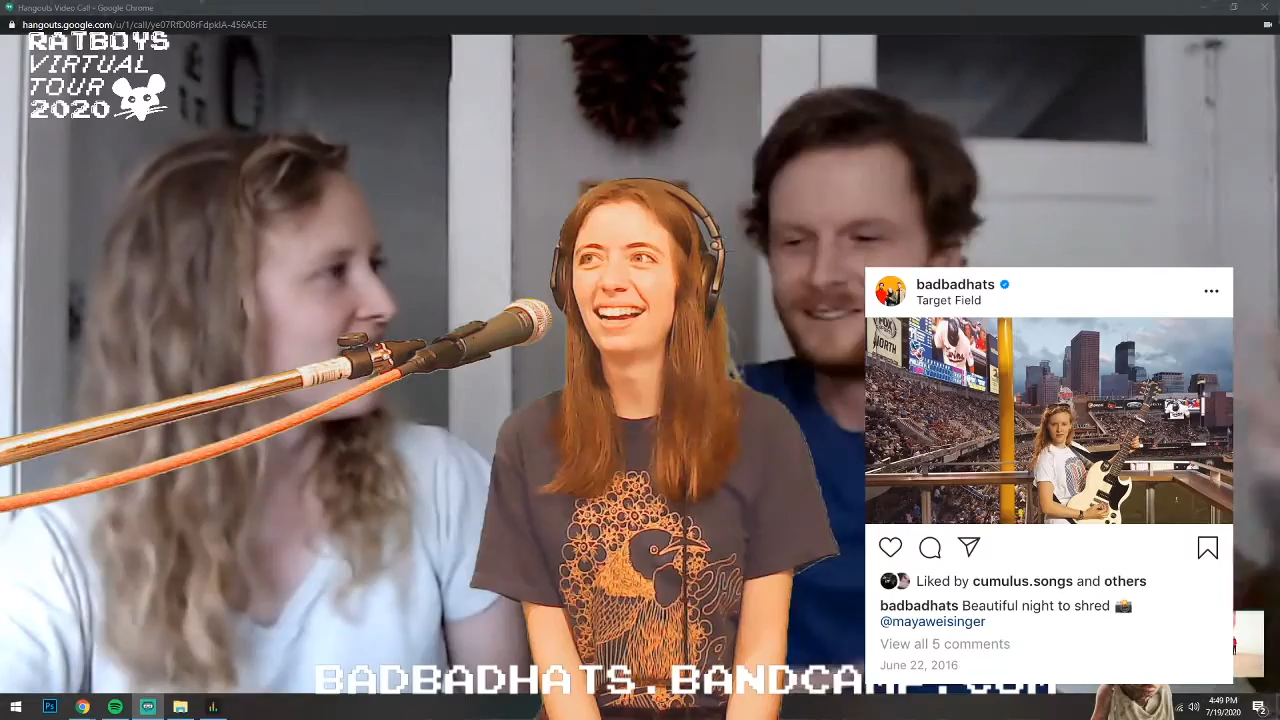 Hangouts Video Call - Google Chrome
hangouts.google.com/u/1/call/ye07RfD08rFdpkIA-456ACEE
RATBOYS
VIRTUAL
TOUR
2020
badbadhats
Target Field
FOX
NORTH
Liked by cumulus.songs and others
badbadhats Beautiful night to shred 📸
@mayaweisinger
View all 5 comments
June 22, 2016
BADBADHATS.BANDCAMP.COM
4:49 PM
7/19/2020